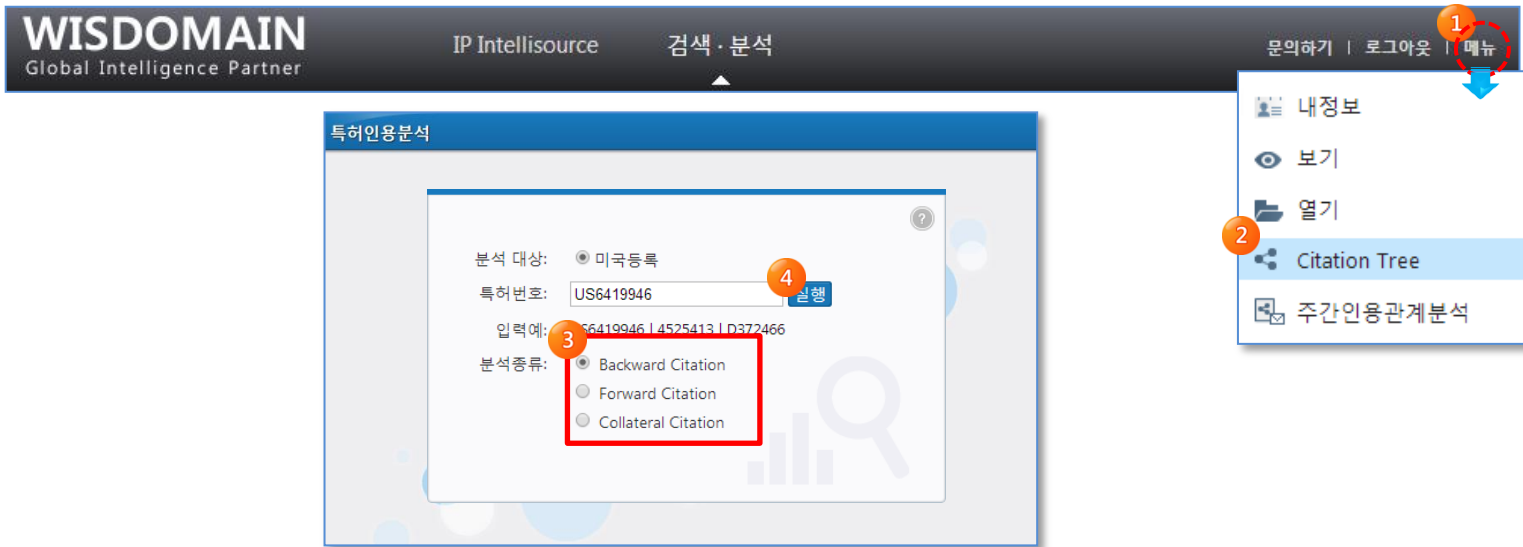 WISDOMAIN
Global Intelligence Partner
IP Intellisource 검색 · 분석
문의하기 | 로그아웃 | 메뉴
1
내정보
보기
열기
2
Citation Tree
주간인용관계분석
특허인용분석
?
분석 대상: 미국등록
4
특허번호: US6419946 실행
입력예: 6419946 | 4525413 | D372466
3
분석종류: Backward Citation
Forward Citation
Collateral Citation